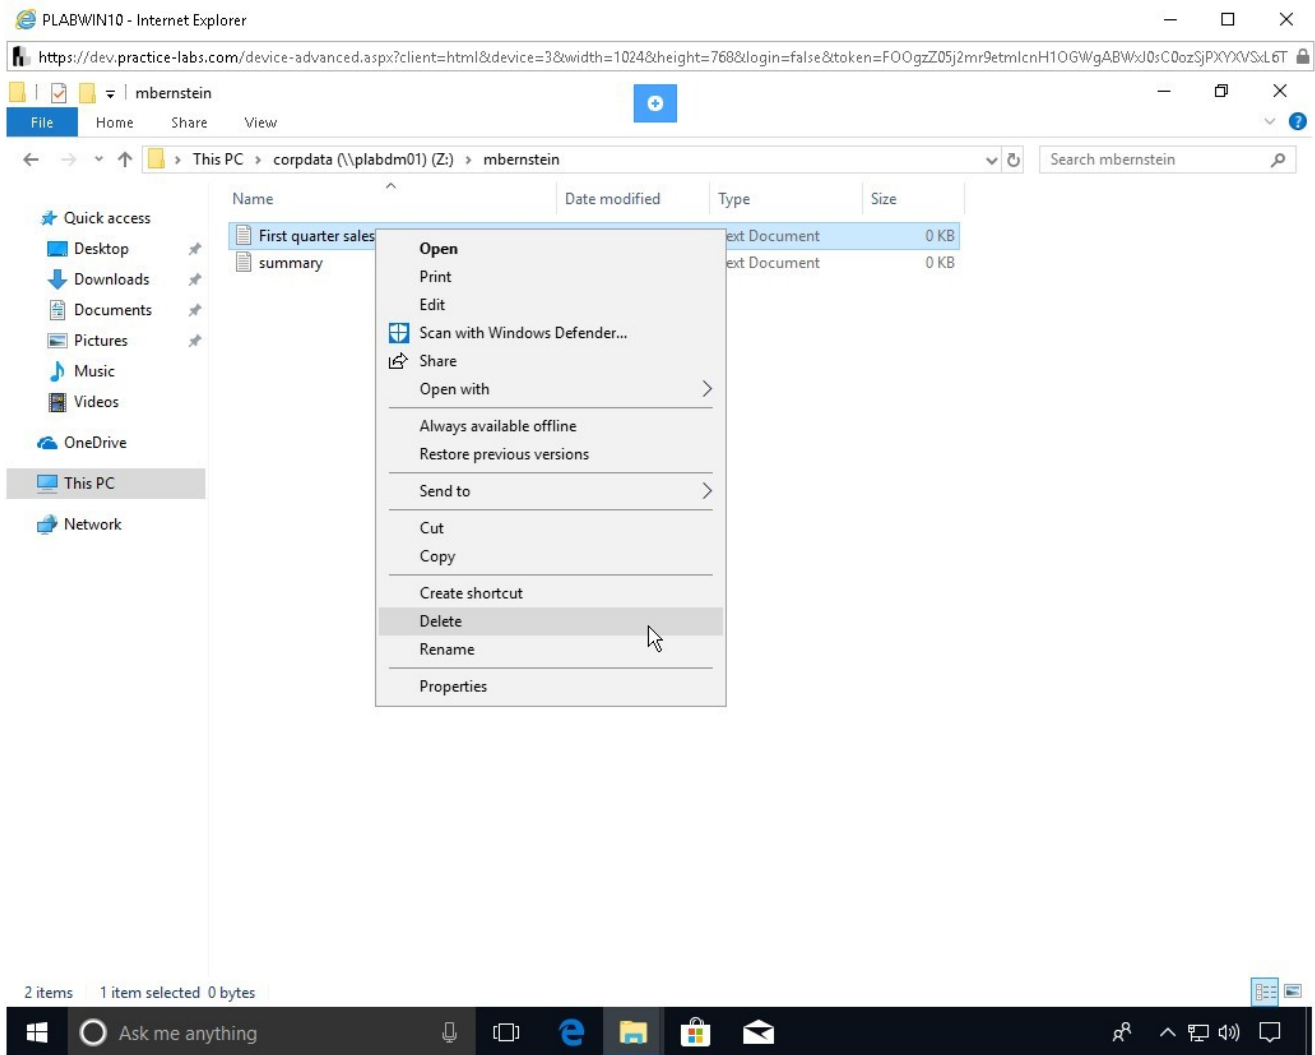 PLABWIN10 - Internet Explorer
https://dev.practice-labs.com/device-advanced.aspx?client=html&device=3&width=1024&height=768&login=false&token=
mbernstein
File Home Share View
This PC > corpdata (\\plabdm01) (Z:) > mbernstein
Search mbernstein
Name Date modified Type Size
Quick access
Desktop
Downloads
Documents
Pictures
Music
Videos
OneDrive
This PC
Network
First quarter sales ext Document 0 KB
summary ext Document 0 KB
Open
Print
Edit
Scan with Windows Defender...
Share
Open with
Always available offline
Restore previous versions
Send to
Cut
Copy
Create shortcut
Delete
Rename
Properties
2 items 1 item selected 0 bytes
Ask me anything